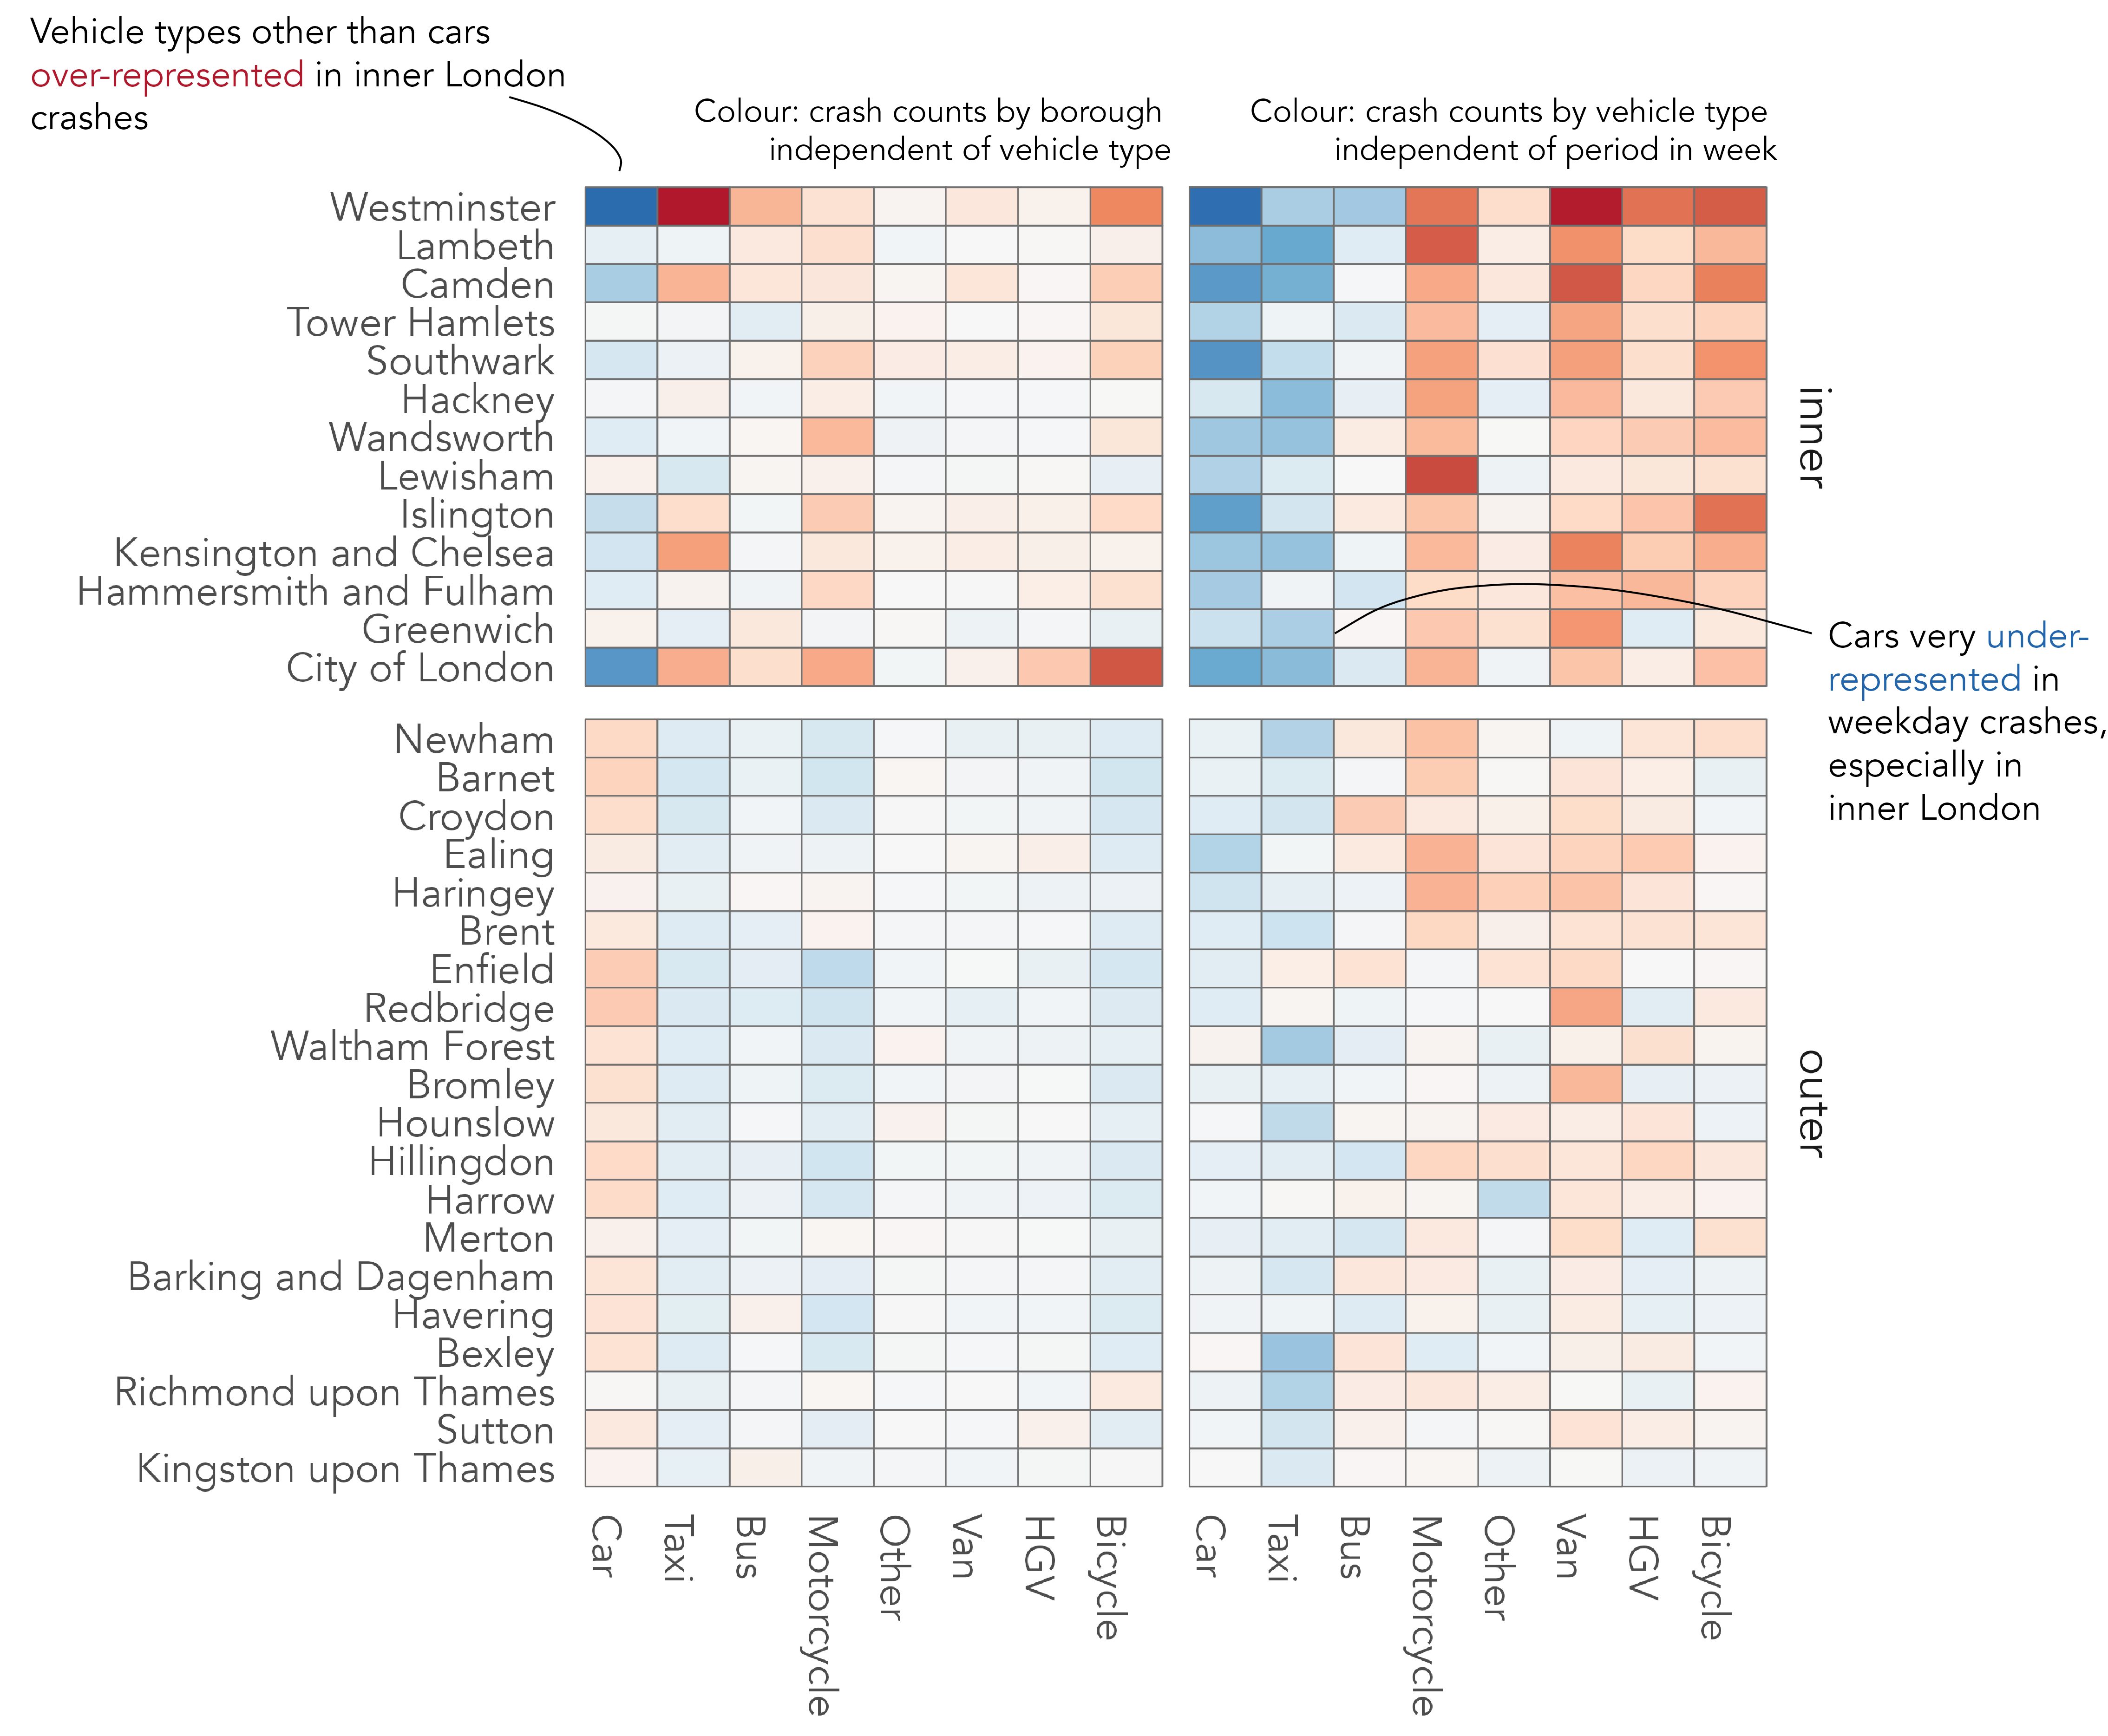 Vehicle types other than cars
over-represented in inner London
crashes
Colour: crash counts by borough
independent of vehicle type
Colour: crash counts by vehicle type
independent of period in week
Westminster
Lambeth
Camden
Tower Hamlets
Southwark
Hackney
Wandsworth
Lewisham
Islington
Kensington and Chelsea
Hammersmith and Fulham
Greenwich
City of London
inner
Cars very under-
represented in
weekday crashes,
especially in
inner London
Newham
Barnet
Croydon
Ealing
Haringey
Brent
Enfield
Redbridge
Waltham Forest
Bromley
Hounslow
Hillingdon
Harrow
Merton
Barking and Dagenham
Havering
Bexley
Richmond upon Thames
Sutton
Kingston upon Thames
outer
Car
Taxi
Bus
Motorcycle
Other
Van
HGV
Bicycle
Car
Taxi
Bus
Motorcycle
Other
Van
HGV
Bicycle